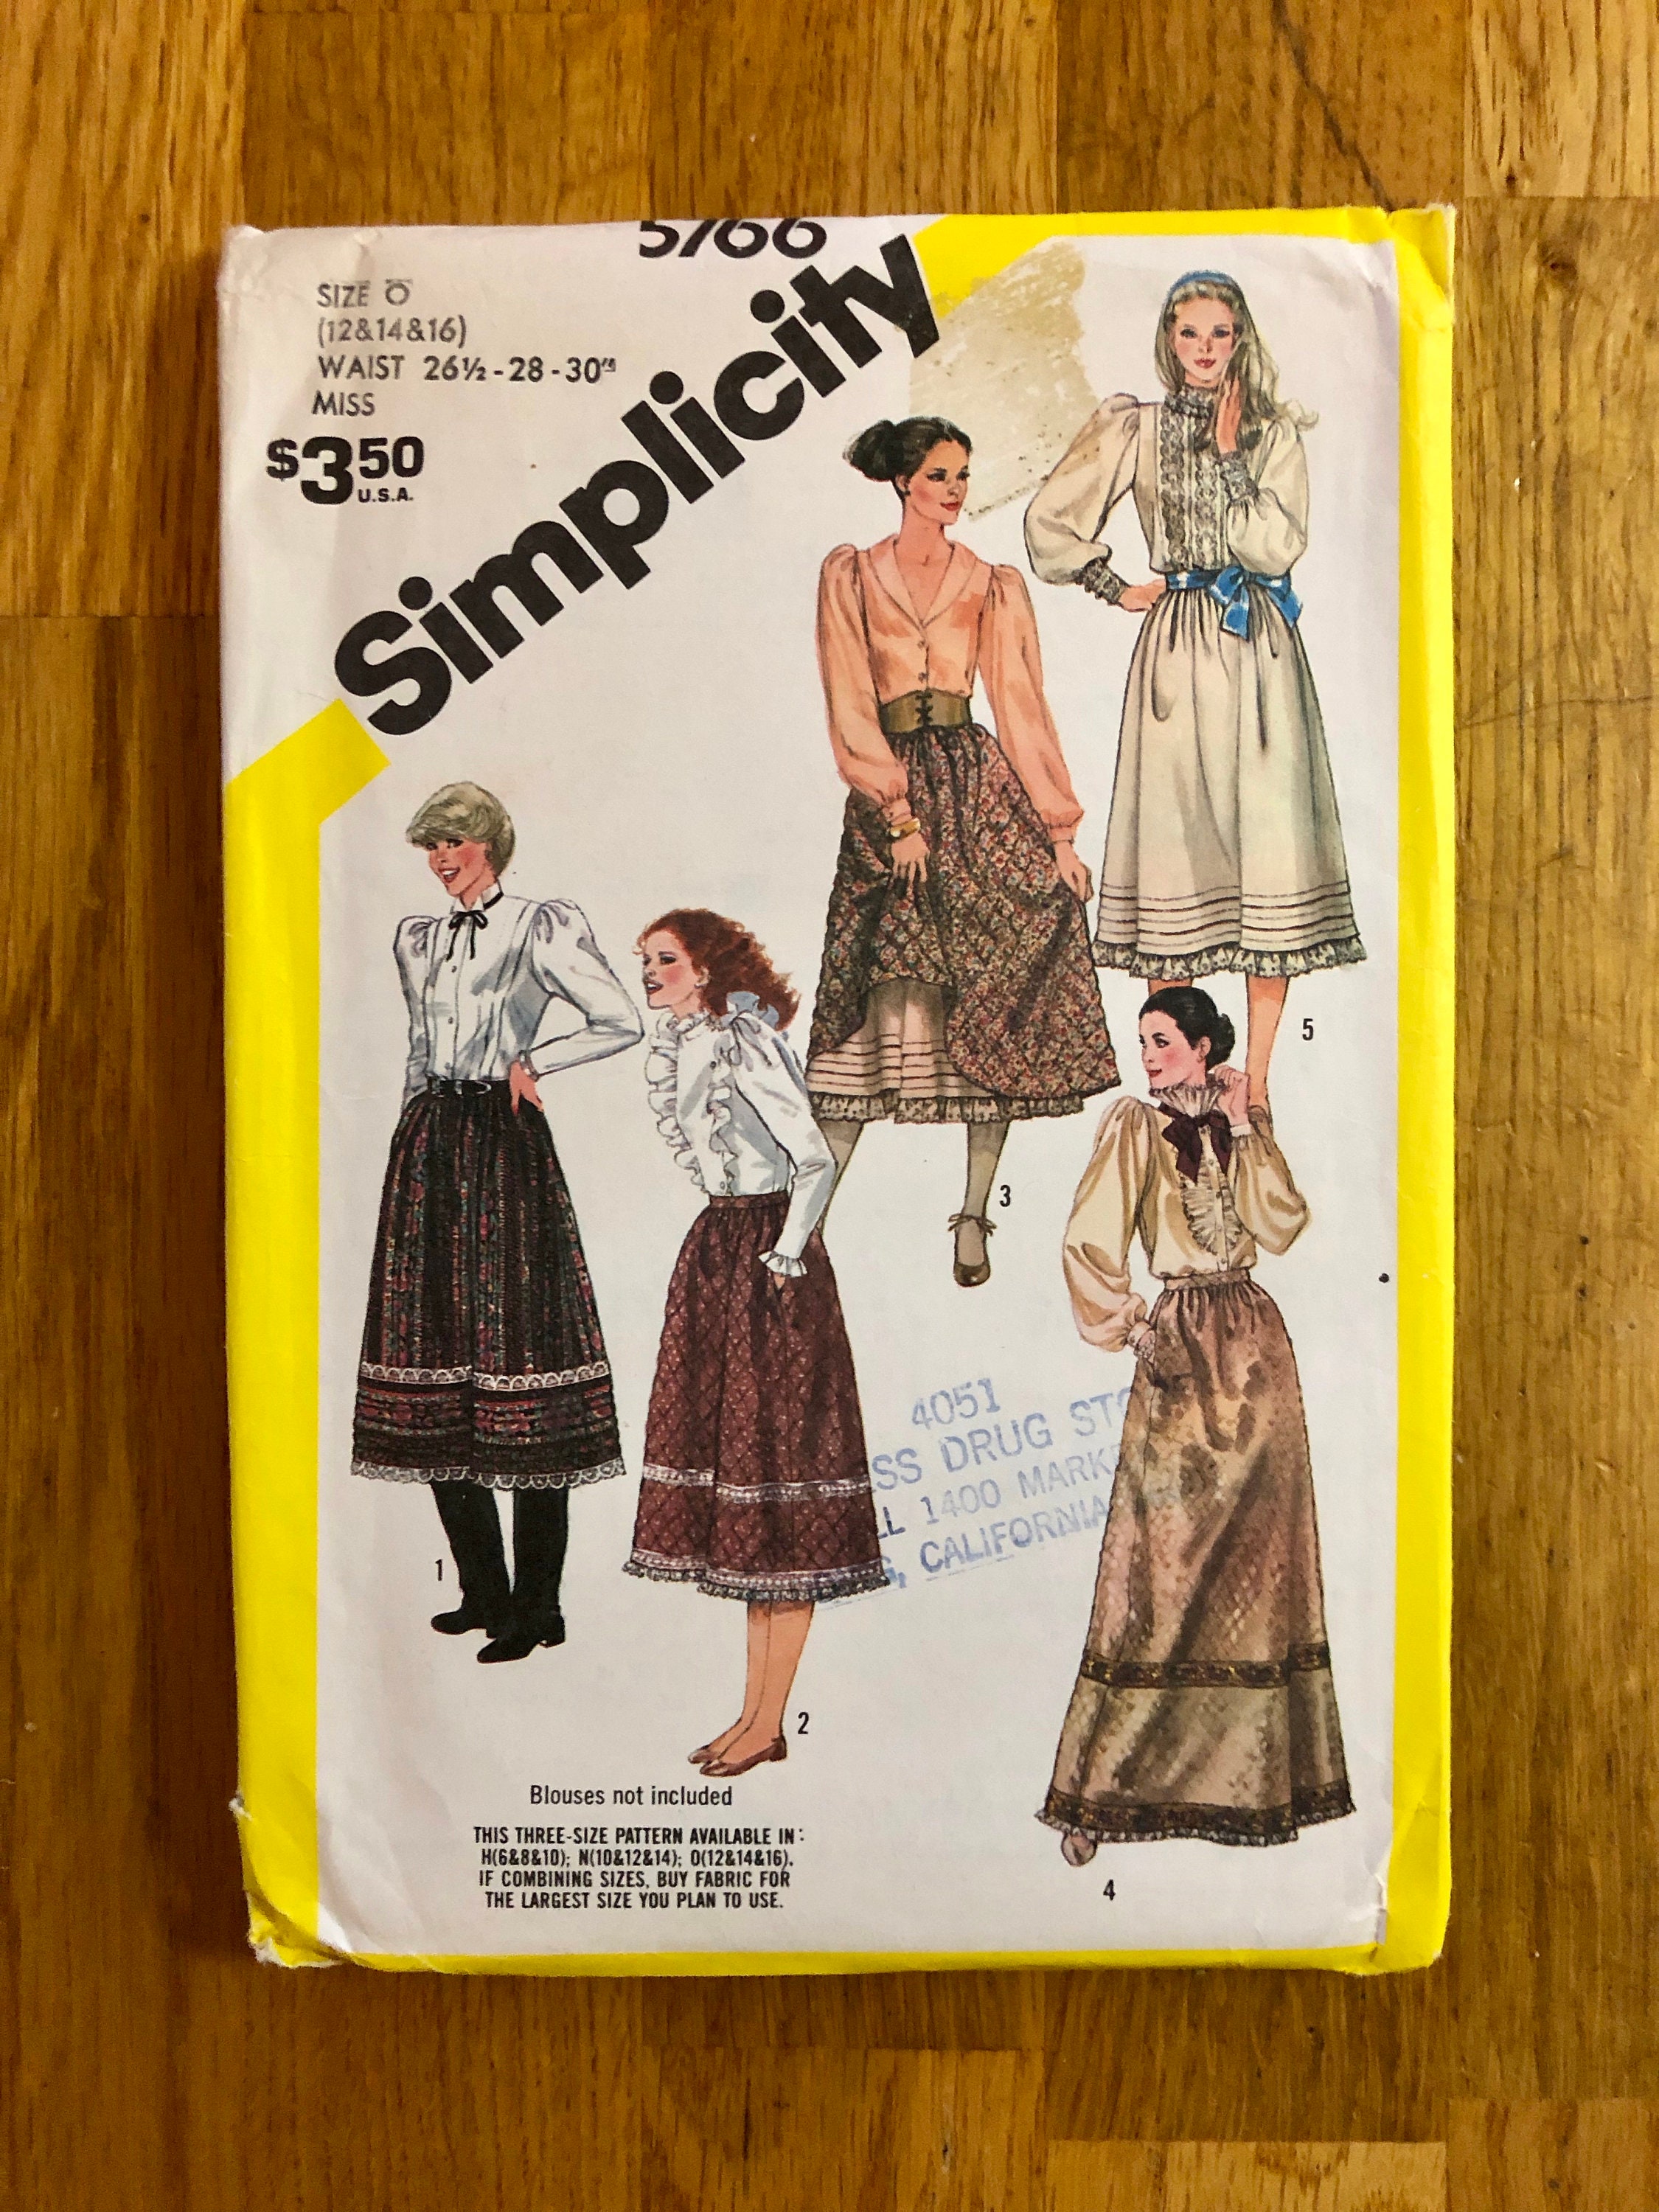 5766
SIZE O
(12&14&16)
WAIST 26½-28-30"
MISS
$3.50
U.S.A.
Simplicity
5
3
4051
SS DRUG
LL 1400
CALIFORNIA
1
2
Blouses not included
THIS THREE-SIZE PATTERN AVAILABLE IN:
H(6&8&10); N(10&12&14); O(12&14&16).
IF COMBINING SIZES, BUY FABRIC FOR
THE LARGEST SIZE YOU PLAN TO USE.
4